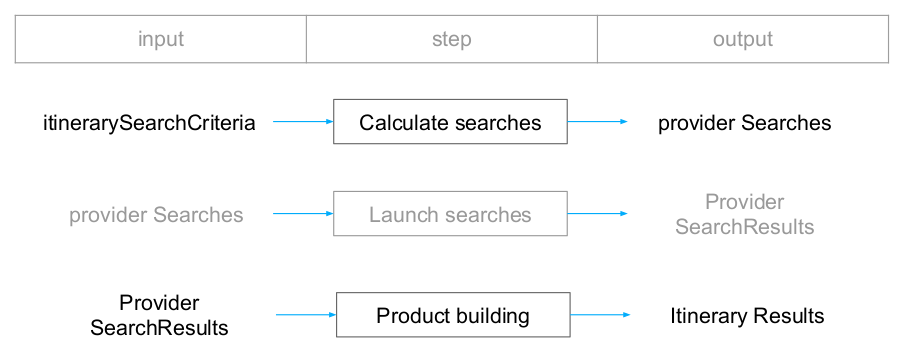 input step output
itinerarySearchCriteria Calculate searches provider Searches
provider Searches Launch searches Provider
SearchResults
Provider
SearchResults Product building Itinerary Results